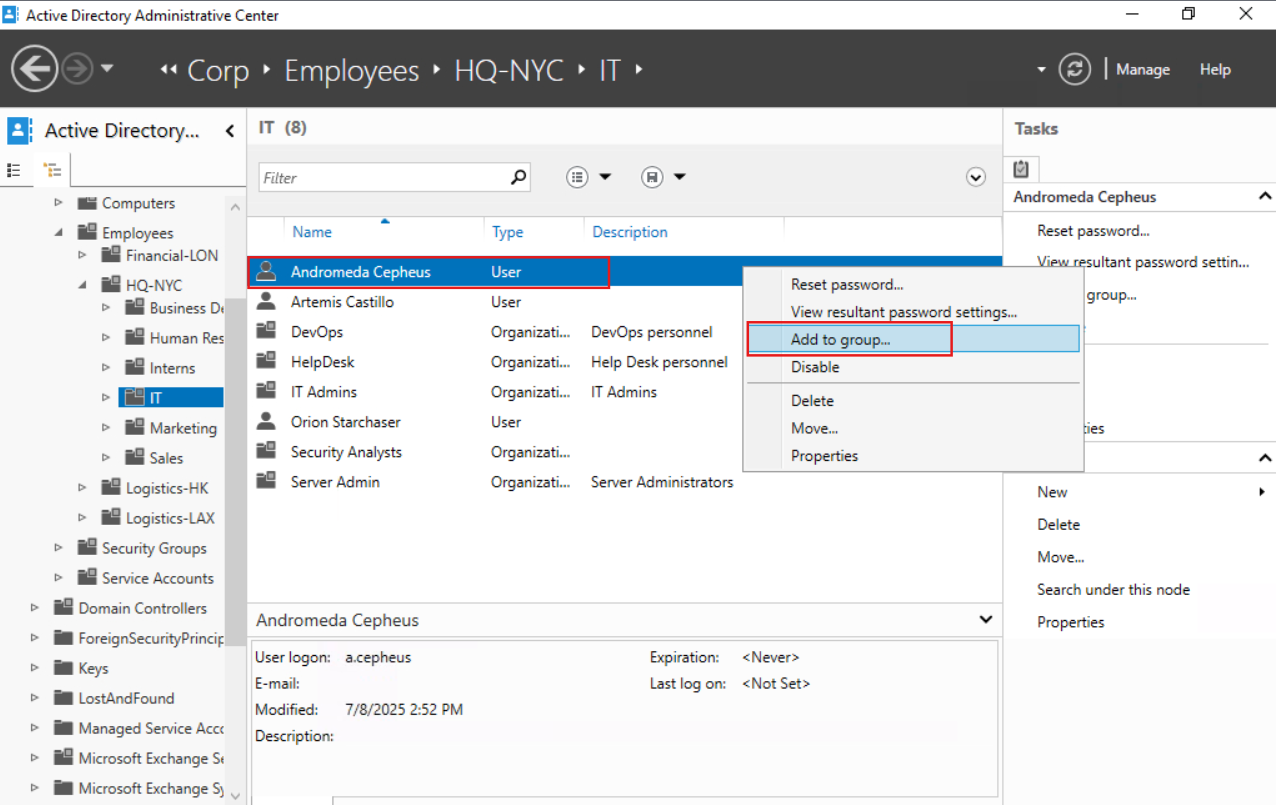 Active Directory Administrative Center
Corp Employees HQ-NYC IT
Manage Help
Active Directory...
Computers
Employees
Financial-LON
HQ-NYC
Business De
Human Res
Interns
IT
Marketing
Sales
Logistics-HK
Logistics-LAX
Security Groups
Service Accounts
Domain Controllers
ForeignSecurityPrincip
Keys
LostAndFound
Managed Service Acco
Microsoft Exchange Se
Microsoft Exchange Sy
IT (8)
Filter
Name Type Description
Andromeda Cepheus User
Artemis Castillo User
DevOps Organizati... DevOps personnel
HelpDesk Organizati... Help Desk personnel
IT Admins Organizati... IT Admins
Orion Starchaser User
Security Analysts Organizati...
Server Admin Organizati... Server Administrators
Reset password...
View resultant password settings...
Add to group...
Disable
Delete
Move...
Properties
Andromeda Cepheus
User logon: a.cepheus Expiration: <Never>
E-mail: Last log on: <Not Set>
Modified: 7/8/2025 2:52 PM
Description:
Tasks
Andromeda Cepheus
Reset password...
View resultant password settin...
group...
ties
New
Delete
Move...
Search under this node
Properties